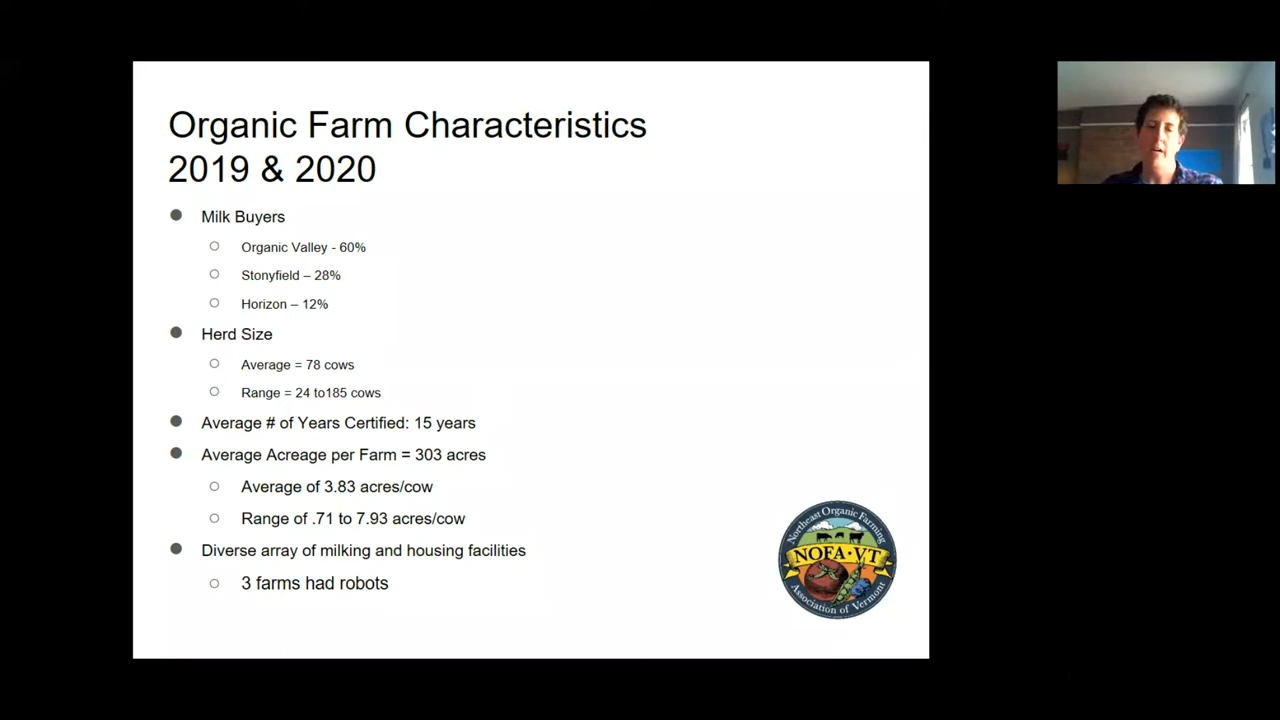 Organic Farm Characteristics
2019 & 2020
Milk Buyers
Organic Valley - 60%
Stonyfield – 28%
Horizon – 12%
Herd Size
Average = 78 cows
Range = 24 to185 cows
Average # of Years Certified: 15 years
Average Acreage per Farm = 303 acres
Average of 3.83 acres/cow
Range of .71 to 7.93 acres/cow
Diverse array of milking and housing facilities
3 farms had robots
Northeast Organic Farming
NOFA·VT
Association of Vermont